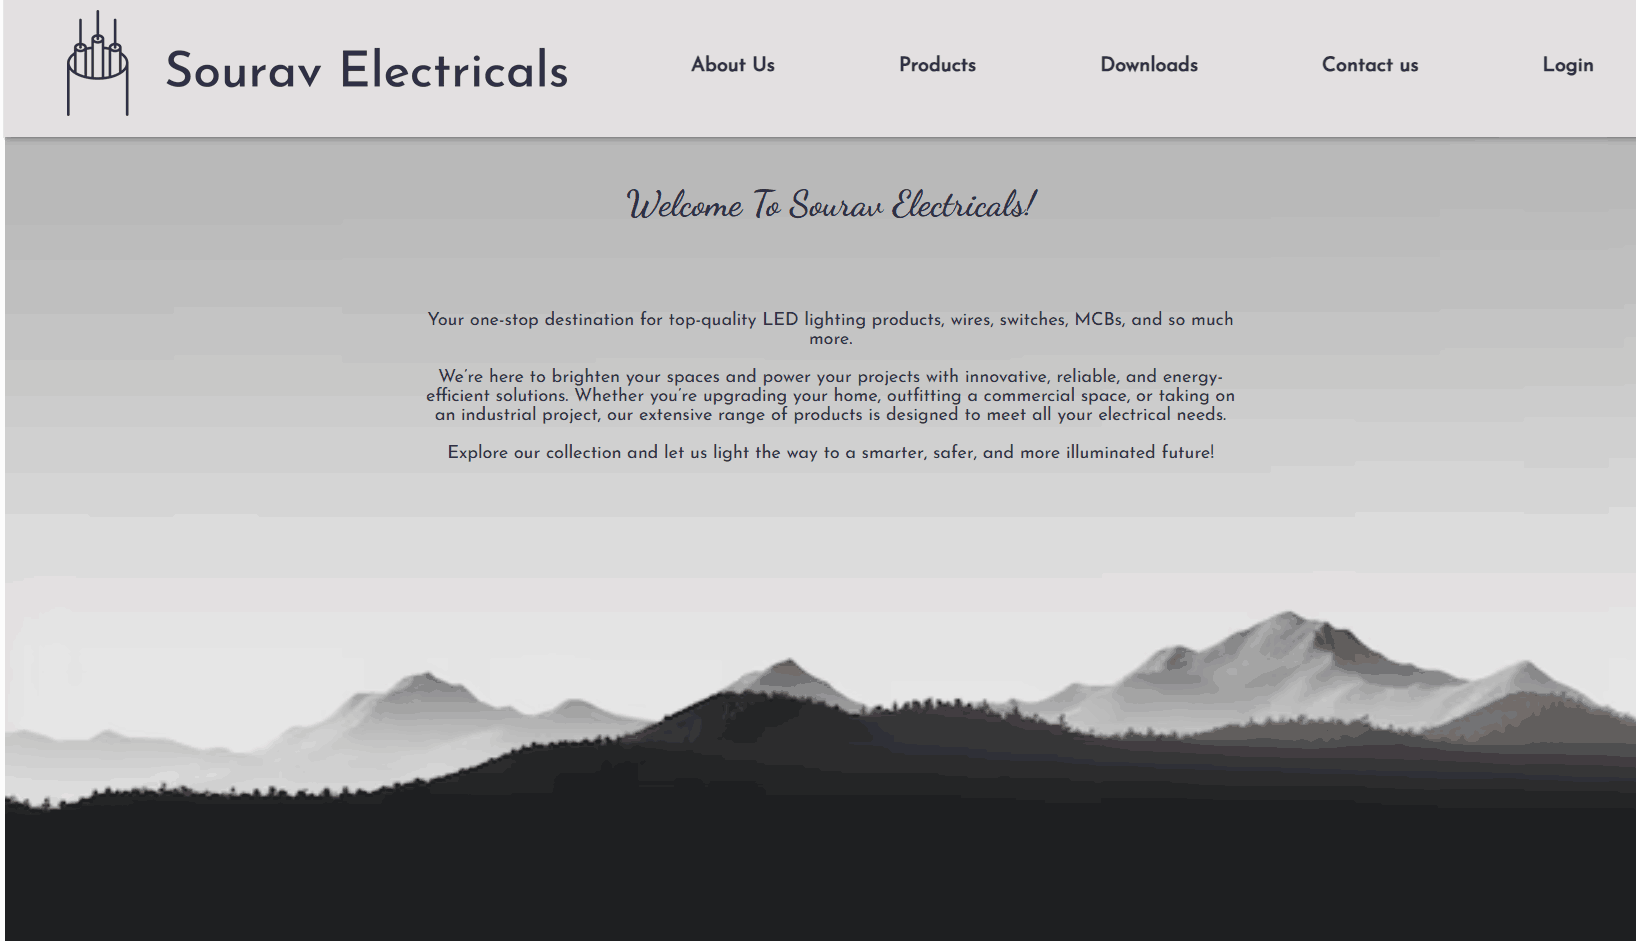 Sourav Electricals
About Us
Products
Downloads
Contact us
Login
Welcome To Sourav Electricals!
Your one-stop destination for top-quality LED lighting products, wires, switches, MCBs, and so much
more.
We're here to brighten your spaces and power your projects with innovative, reliable, and energy-
efficient solutions. Whether you're upgrading your home, outfitting a commercial space, or taking on
an industrial project, our extensive range of products is designed to meet all your electrical needs.
Explore our collection and let us light the way to a smarter, safer, and more illuminated future!